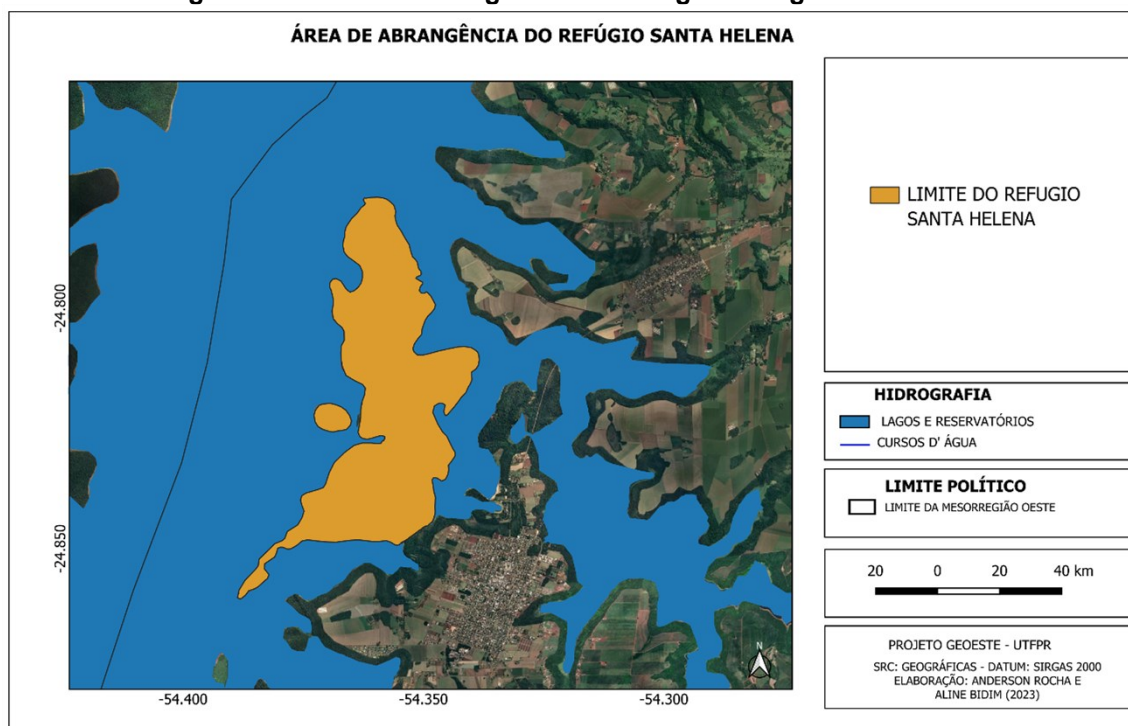 ÁREA DE ABRANGÊNCIA DO REFÚGIO SANTA HELENA
-24.800
-24.850
-54.400
-54.350
-54.300
N
LIMITE DO REFUGIO
SANTA HELENA
HIDROGRAFIA
LAGOS E RESERVATÓRIOS
CURSOS D' ÁGUA
LIMITE POLÍTICO
LIMITE DA MESORREGIÃO OESTE
20 0 20 40 km
PROJETO GEOESTE - UTFPR
SRC: GEOGRÁFICAS - DATUM: SIRGAS 2000
ELABORAÇÃO: ANDERSON ROCHA E
ALINE BIDIM (2023)